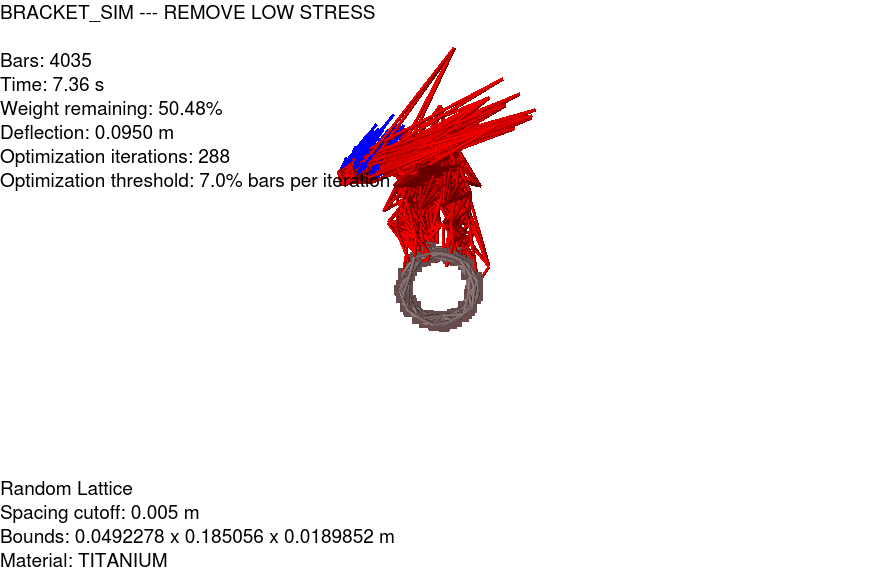 BRACKET_SIM --- REMOVE LOW STRESS
Bars: 4035
Time: 7.36 s
Weight remaining: 50.48%
Deflection: 0.0950 m
Optimization iterations: 288
Optimization threshold: 7.0% bars per iteration
Random Lattice
Spacing cutoff: 0.005 m
Bounds: 0.0492278 x 0.185056 x 0.0189852 m
Material: TITANIUM